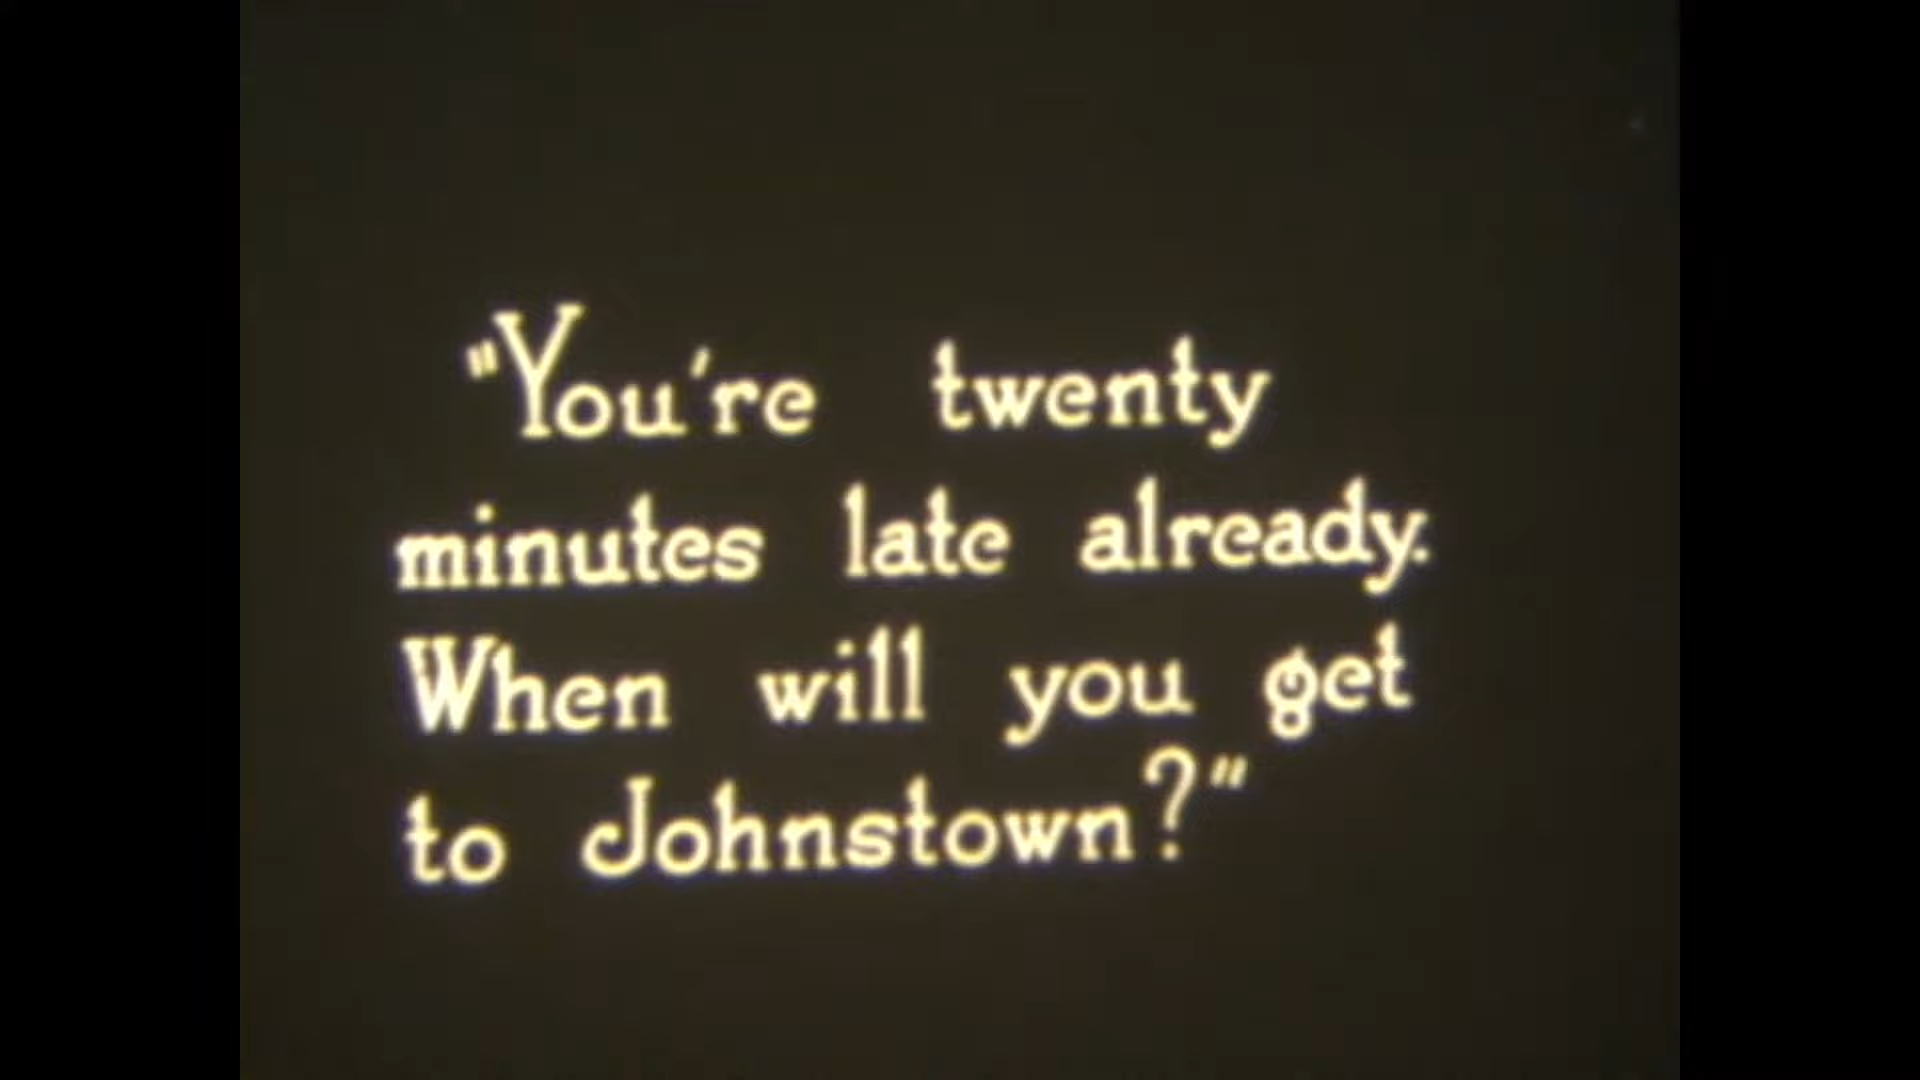 "You're twenty
minutes late already.
When will you get
to Johnstown?"